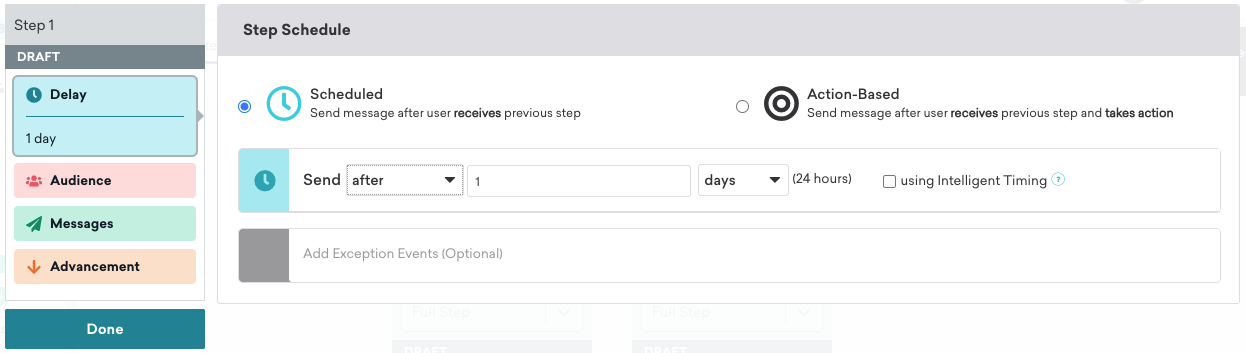 Step 1
DRAFT
Delay
1 day
Audience
Messages
Advancement
Done
Step Schedule
Scheduled
Send message after user receives previous step
Action-Based
Send message after user receives previous step and takes action
Send after 1 days (24 hours) using Intelligent Timing ?
Add Exception Events (Optional)
Full Step
Full Step
DRAFT
DRAFT